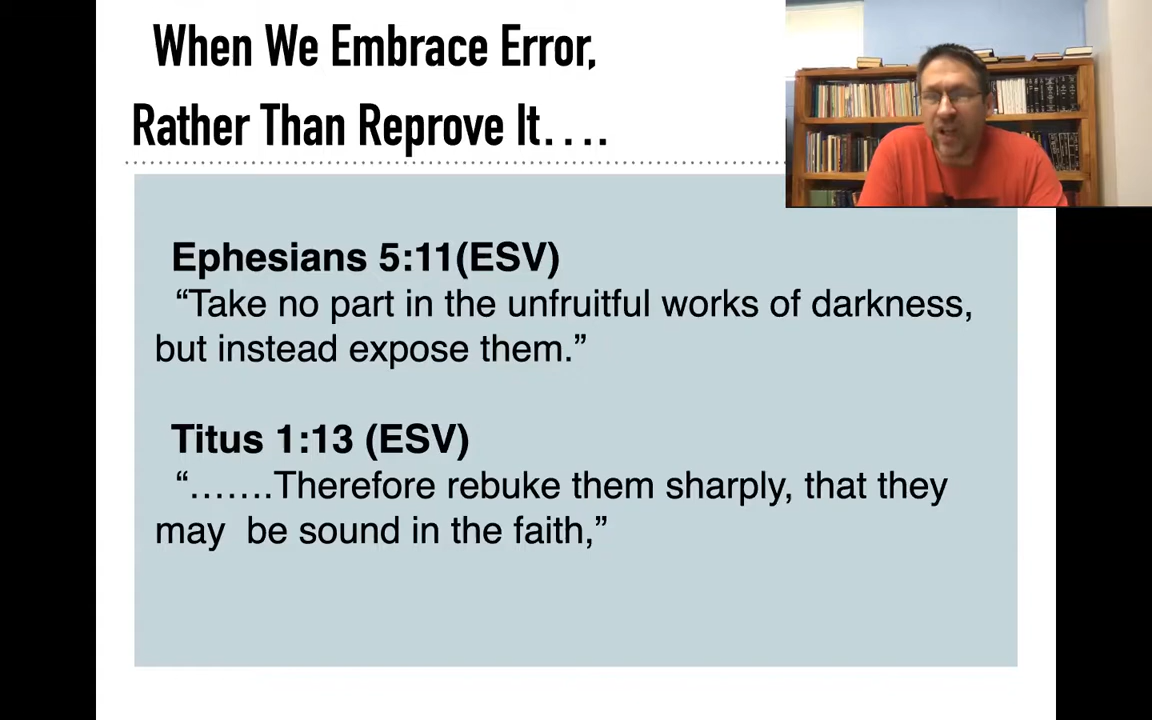 When We Embrace Error,
Rather Than Reprove It....
Ephesians 5:11(ESV)
“Take no part in the unfruitful works of darkness,
but instead expose them.”
Titus 1:13 (ESV)
“.......Therefore rebuke them sharply, that they
may  be sound in the faith,”